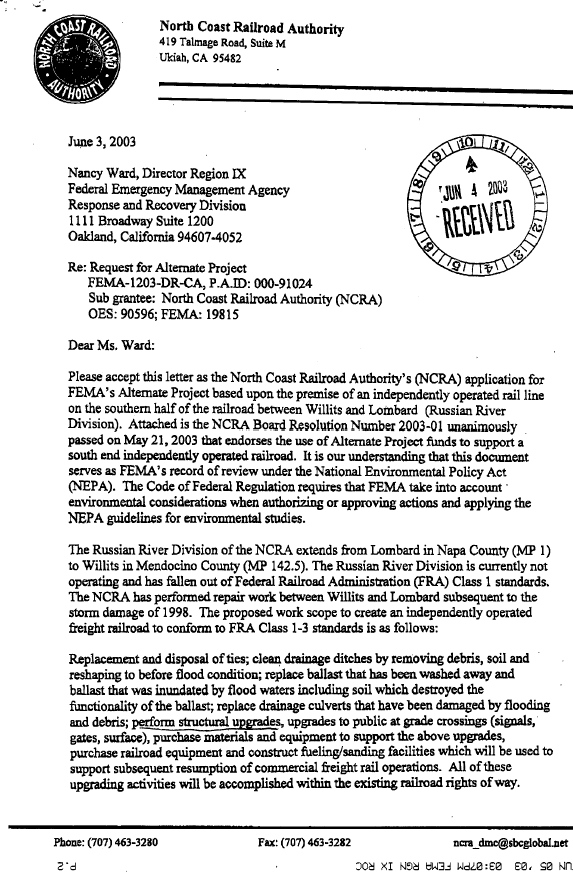 NORTH COAST RAILROAD
AUTHORITY
North Coast Railroad Authority
419 Talmage Road, Suite M
Ukiah, CA 95482
June 3, 2003
JUN 4 2003
RECEIVED
Nancy Ward, Director Region IX
Federal Emergency Management Agency
Response and Recovery Division
1111 Broadway Suite 1200
Oakland, California 94607-4052
Re: Request for Alternate Project
FEMA-1203-DR-CA, P.A.ID: 000-91024
Sub grantee: North Coast Railroad Authority (NCRA)
OES: 90596; FEMA: 19815
Dear Ms. Ward:
Please accept this letter as the North Coast Railroad Authority's (NCRA) application for
FEMA's Alternate Project based upon the premise of an independently operated rail line
on the southern half of the railroad between Willits and Lombard (Russian River
Division). Attached is the NCRA Board Resolution Number 2003-01 unanimously
passed on May 21, 2003 that endorses the use of Alternate Project funds to support a
south end independently operated railroad. It is our understanding that this document
serves as FEMA's record of review under the National Environmental Policy Act
(NEPA). The Code of Federal Regulation requires that FEMA take into account
environmental considerations when authorizing or approving actions and applying the
NEPA guidelines for environmental studies.
The Russian River Division of the NCRA extends from Lombard in Napa County (MP 1)
to Willits in Mendocino County (MP 142.5). The Russian River Division is currently not
operating and has fallen out of Federal Railroad Administration (FRA) Class 1 standards.
The NCRA has performed repair work between Willits and Lombard subsequent to the
storm damage of 1998. The proposed work scope to create an independently operated
freight railroad to conform to FRA Class 1-3 standards is as follows:
Replacement and disposal of ties; clean drainage ditches by removing debris, soil and
reshaping to before flood condition; replace ballast that has been washed away and
ballast that was inundated by flood waters including soil which destroyed the
functionality of the ballast; replace drainage culverts that have been damaged by flooding
and debris; perform structural upgrades, upgrades to public at grade crossings (signals,
gates, surface), purchase materials and equipment to support the above upgrades,
purchase railroad equipment and construct fueling/sanding facilities which will be used to
support subsequent resumption of commercial freight rail operations. All of these
upgrading activities will be accomplished within the existing railroad rights of way.
Phone: (707) 463-3280 Fax: (707) 463-3282 ncra_dmc@sbcglobal.net
UN 05 '03 03:07PM FEMA RGN IX ROC P.2